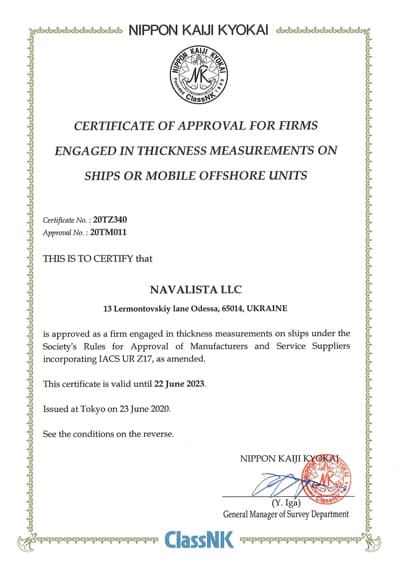 NIPPON KAIJI KYOKAI
NIPPON KAIJI KYOKAI
NK
ClassNK
CERTIFICATE OF APPROVAL FOR FIRMS
ENGAGED IN THICKNESS MEASUREMENTS ON
SHIPS OR MOBILE OFFSHORE UNITS
Certificate No. : 20TZ340
Approval No. : 20TM011
THIS IS TO CERTIFY that
NAVALISTA LLC
13 Lermontovskiy lane Odessa, 65014, UKRAINE
is approved as a firm engaged in thickness measurements on ships under the
Society's Rules for Approval of Manufacturers and Service Suppliers
incorporating IACS UR Z17, as amended.
This certificate is valid until 22 June 2023.
Issued at Tokyo on 23 June 2020.
See the conditions on the reverse.
NIPPON KAIJI KYOKAI
(Y. Iga)
General Manager of Survey Department
ClassNK